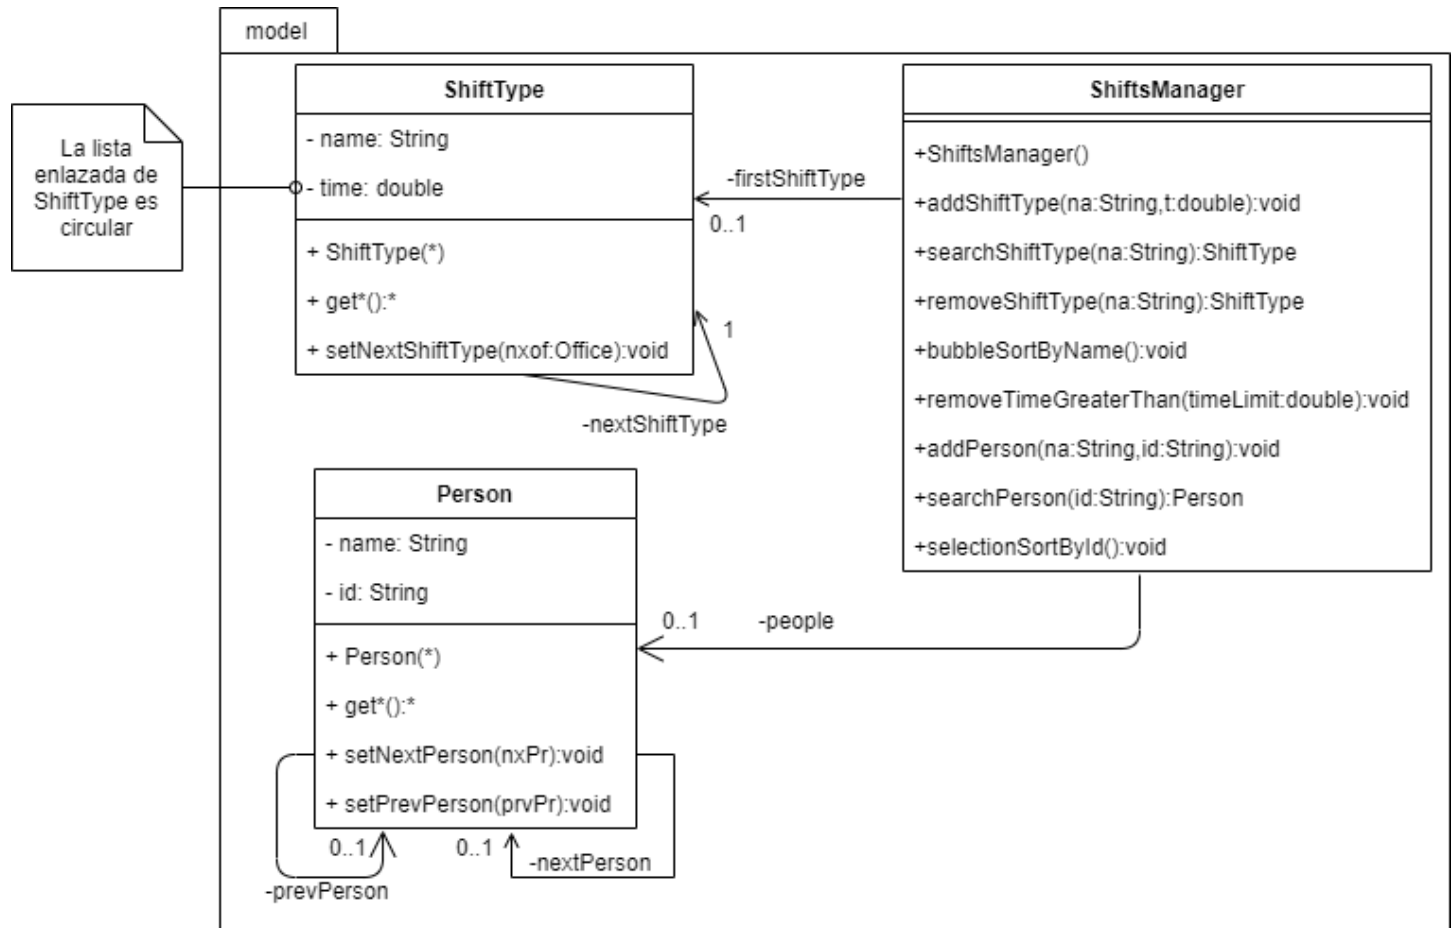 model
La lista
enlazada de
ShiftType es
circular
ShiftType
- name: String
- time: double
+ ShiftType(*)
+ get*():*
+ setNextShiftType(nxof:Office):void
1
-nextShiftType
-firstShiftType
0..1
ShiftsManager
+ShiftsManager()
+addShiftType(na:String,t:double):void
+searchShiftType(na:String):ShiftType
+removeShiftType(na:String):ShiftType
+bubbleSortByName():void
+removeTimeGreaterThan(timeLimit:double):void
+addPerson(na:String,id:String):void
+searchPerson(id:String):Person
+selectionSortById():void
Person
- name: String
- id: String
+ Person(*)
+ get*():*
+ setNextPerson(nxPr):void
+ setPrevPerson(prvPr):void
0..1 -people
0..1
-prevPerson
0..1
-nextPerson